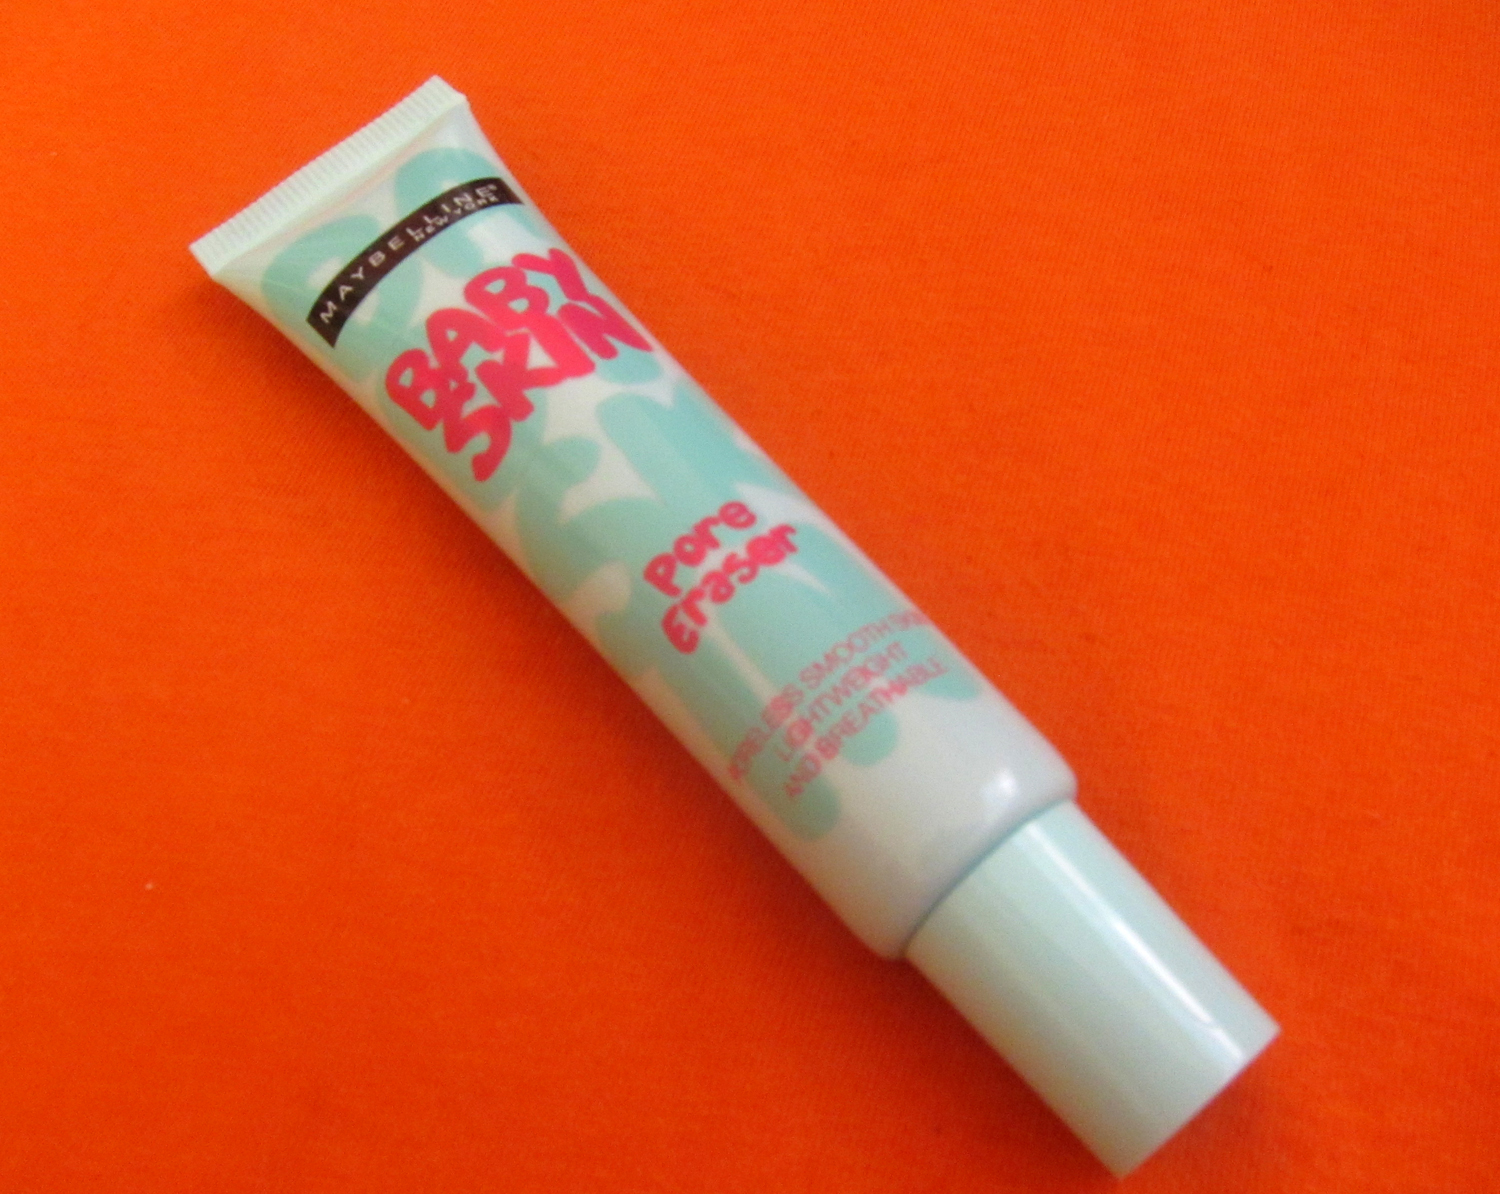 MAYBELLINE
NEW YORK
BABY
SKIN
Pore
Eraser
PORELESS SMOOTH SKIN
LIGHTWEIGHT
AND BREATHABLE